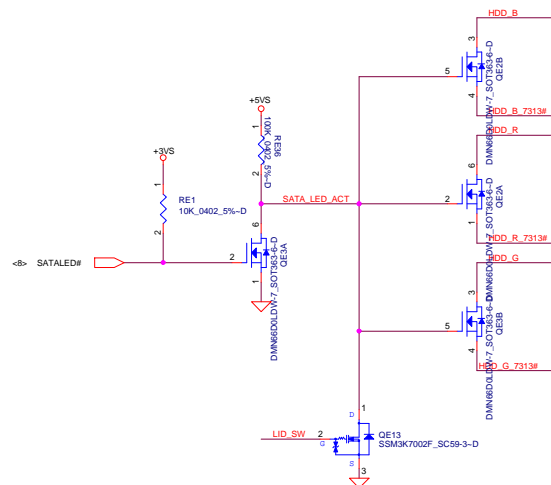 HDD_B
3
5
4
DMN66D0LDW-7_SOT363-6~D
QE2B
HDD_B_7313#
HDD_R
+5VS
1
100K_0402_5%~D
RE36
2
+3VS
1
RE1
10K_0402_5%~D
2
SATA_LED_ACT
6
2
1
DMN66D0LDW-7_SOT363-6~D
QE2A
HDD_R_7313#
HDD_G
<8> SATALED#
6
2
1
DMN66D0LDW-7_SOT363-6~D
QE3A
3
5
4
DMN66D0LDW-7_SOT363-6~D
QE3B
HDD_G_7313#
LID_SW
D
1
2
G
QE13
SSM3K7002F_SC59-3~D
S
3